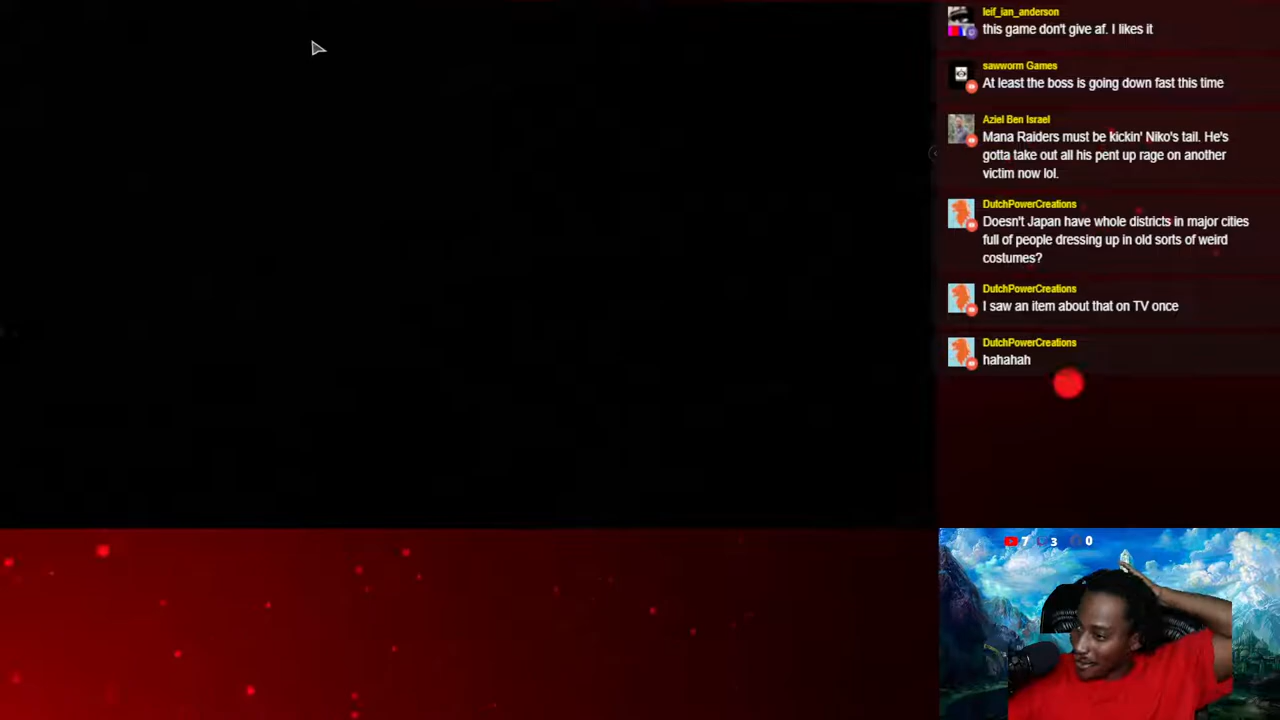 leif_ian_anderson
this game don't give af. I likes it
sawworm Games
At least the boss is going down fast this time
Aziel Ben Israel
Mana Raiders must be kickin' Niko's tail. He's
gotta take out all his pent up rage on another
victim now lol.
DutchPowerCreations
Doesn't Japan have whole districts in major cities
full of people dressing up in old sorts of weird
costumes?
DutchPowerCreations
I saw an item about that on TV once
DutchPowerCreations
hahahah
7 3 0